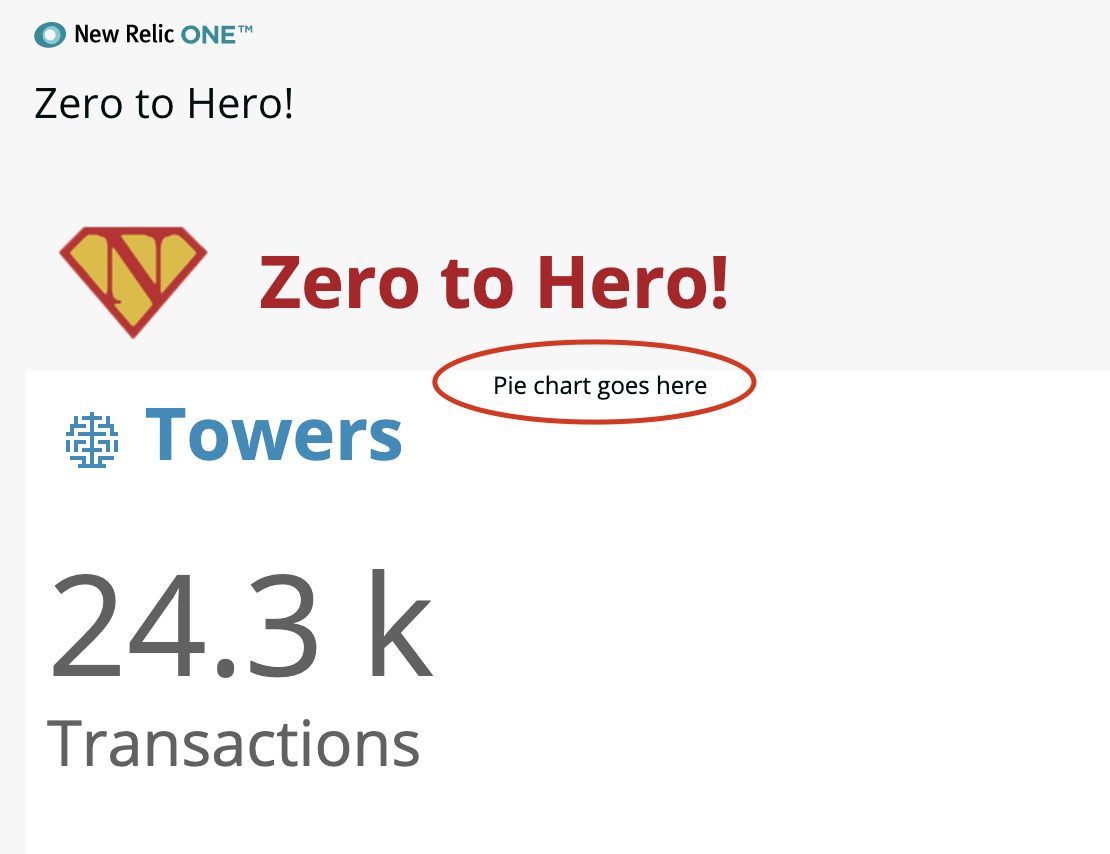 New Relic ONE™
Zero to Hero!
N
Zero to Hero!
Pie chart goes here
Towers
24.3 k
Transactions